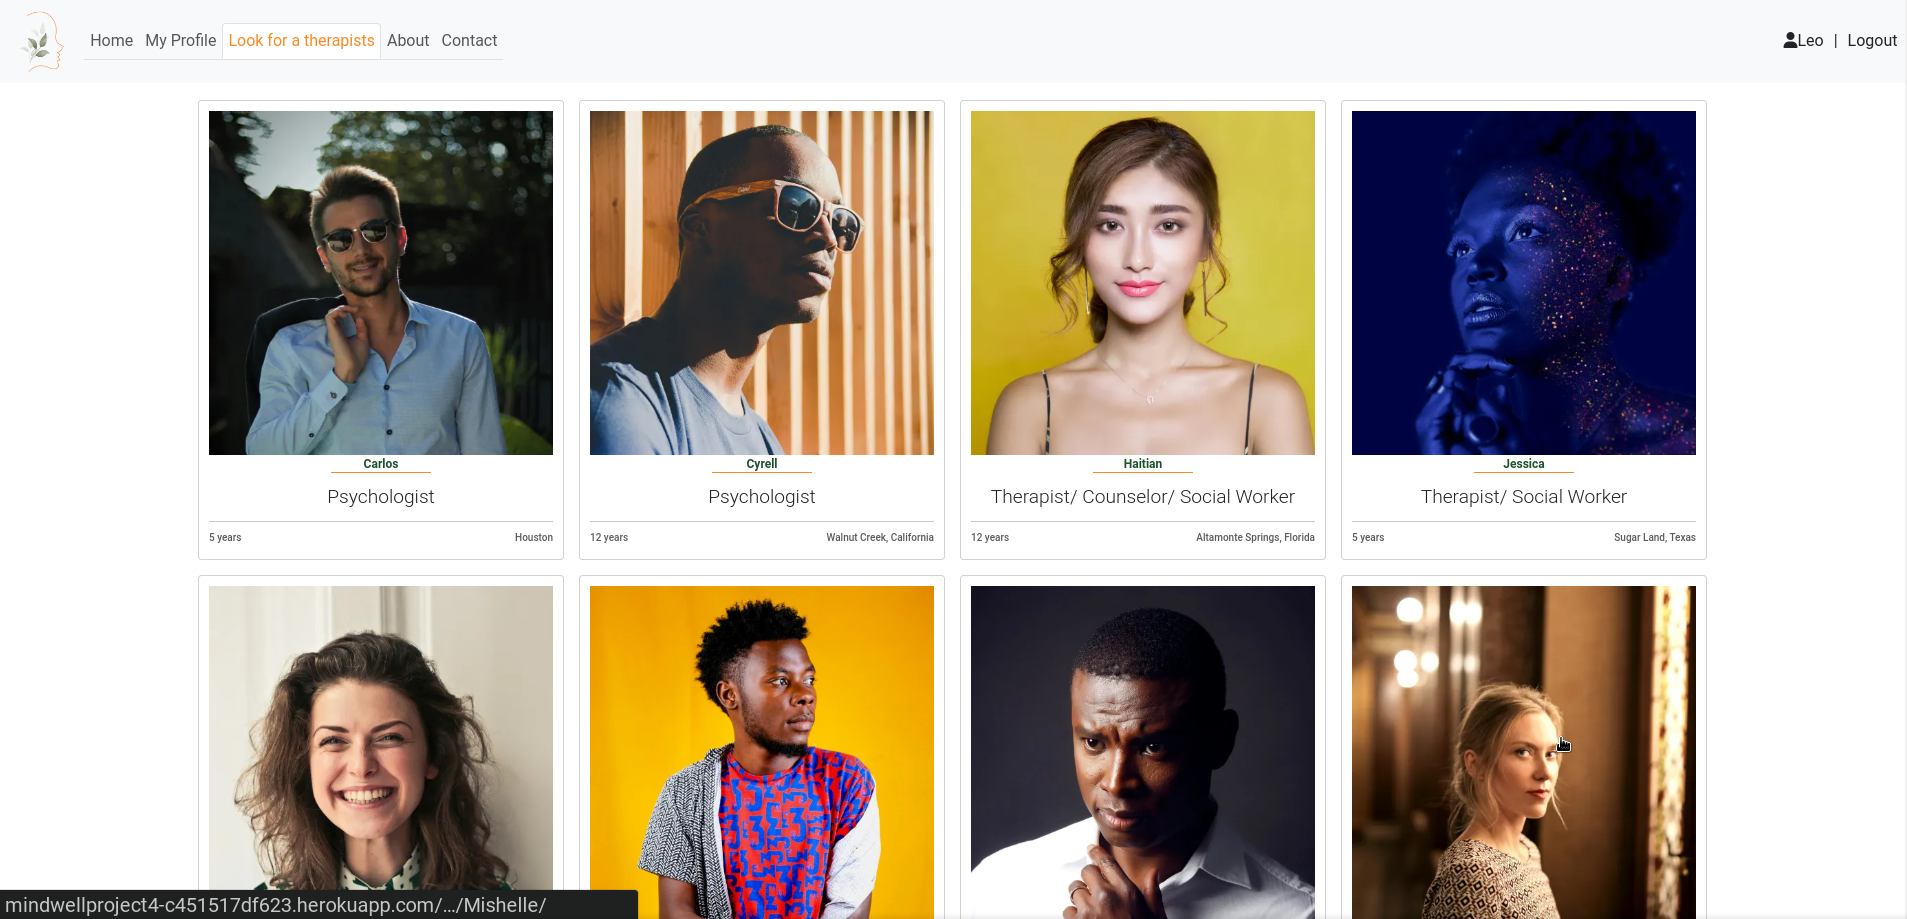 Home My Profile Look for a therapists About Contact Leo | Logout
Carlos
Psychologist
5 years Houston
Cyrell
Psychologist
12 years Walnut Creek, California
Haitian
Therapist/ Counselor/ Social Worker
12 years Altamonte Springs, Florida
Jessica
Therapist/ Social Worker
5 years Sugar Land, Texas
mindwellproject4-c451517df623.herokuapp.com/.../Mishelle/